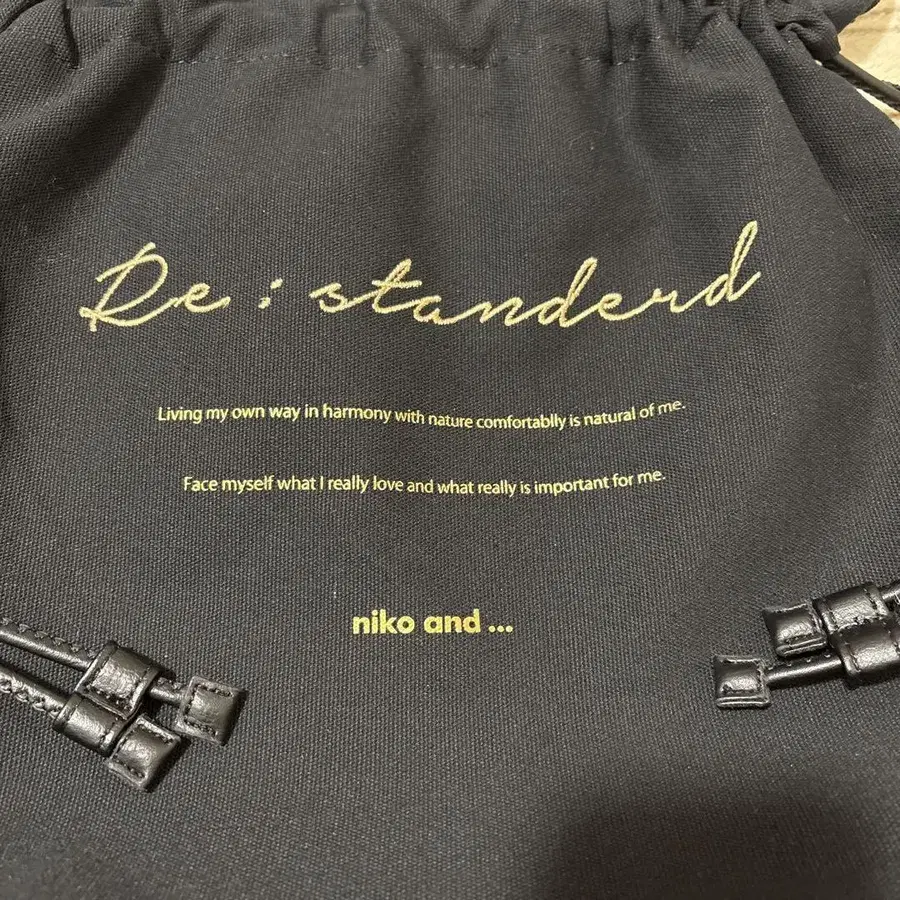 Re : standerd
Living my own way in harmony with nature comfortablly is natural of me.
Face myself what I really love and what really is important for me.
niko and ...